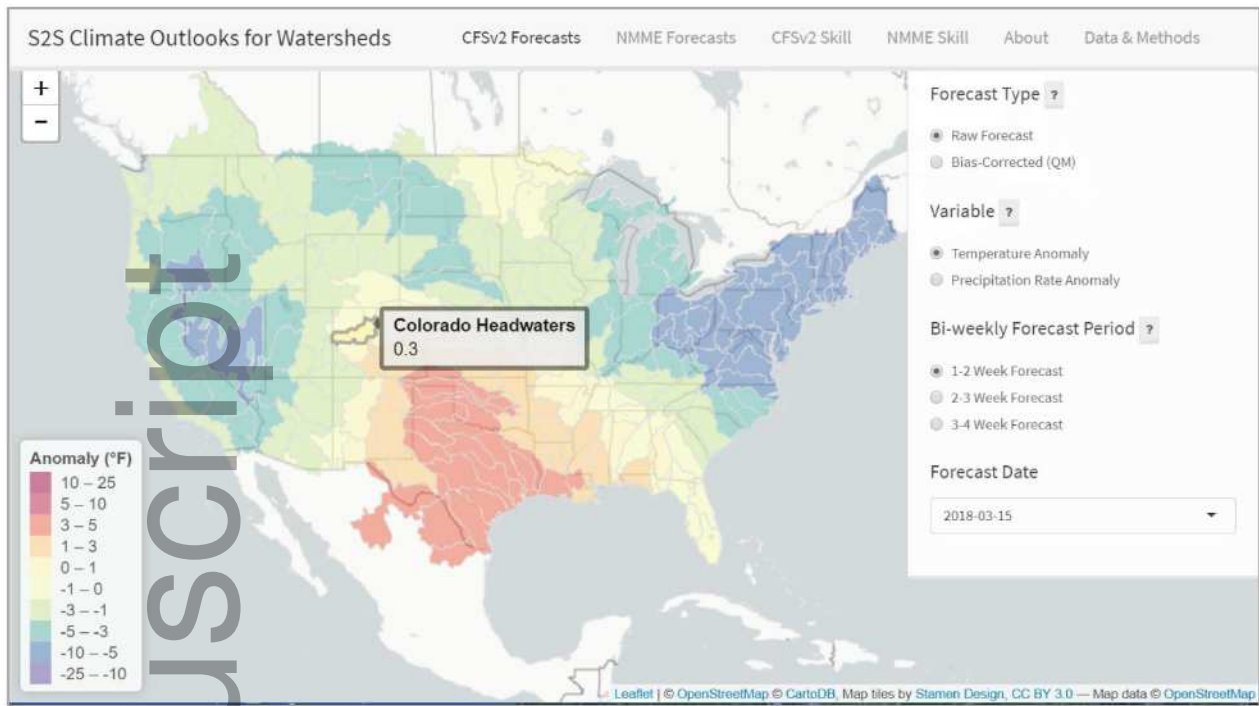 S2S Climate Outlooks for Watersheds
CFSv2 Forecasts
NMME Forecasts
CFSv2 Skill
NMME Skill
About
Data & Methods
+
−
Forecast Type ?
Raw Forecast
Bias-Corrected (QM)
Variable ?
Temperature Anomaly
Precipitation Rate Anomaly
Bi-weekly Forecast Period ?
1-2 Week Forecast
2-3 Week Forecast
3-4 Week Forecast
Forecast Date
2018-03-15
Colorado Headwaters
0.3
Anomaly (°F)
10 – 25
5 – 10
3 – 5
1 – 3
0 – 1
-1 – 0
-3 – -1
-5 – -3
-10 – -5
-25 – -10
uscript
Leaflet | © OpenStreetMap © CartoDB, Map tiles by Stamen Design, CC BY 3.0 — Map data © OpenStreetMap